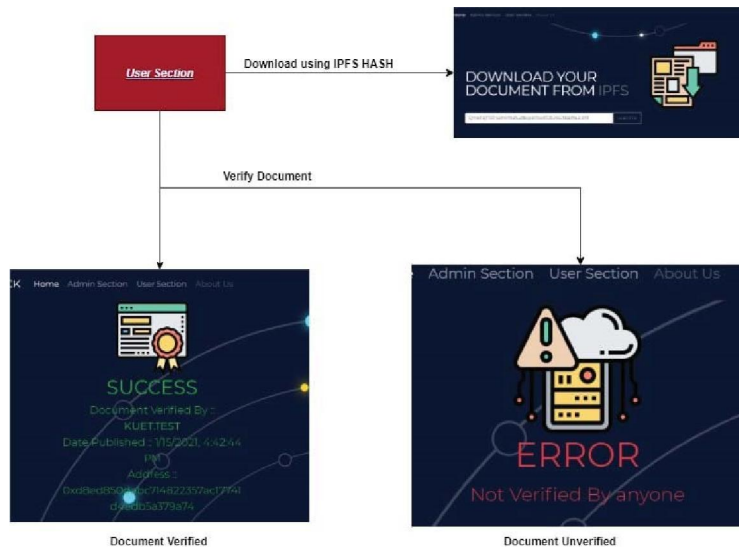 User Section
Download using IPFS HASH
DOWNLOAD YOUR
DOCUMENT FROM IPFS
Verify Document
CK Home Admin Section User Section About Us
SUCCESS
Document Verified By ::
KUET.TEST
Date Published :: 1/15/2021, 4:42:44
PM
Address ::
Admin Section User Section About Us
ERROR
Not Verified By anyone
Document Verified
Document Unverified